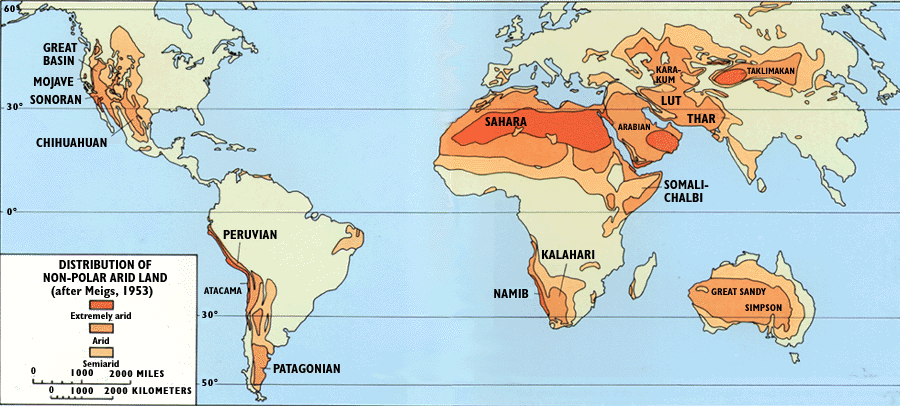 60°
GREAT
BASIN
MOJAVE
SONORAN
30°
CHIHUAHUAN
KARA-
KUM
TAKLIMAKAN
LUT
THAR
SAHARA
ARABIAN
SOMALI-
CHALBI
0°
PERUVIAN
KALAHARI
ATACAMA
NAMIB
GREAT SANDY
SIMPSON
30°
PATAGONIAN
50°
DISTRIBUTION OF
NON-POLAR ARID LAND
(after Meigs, 1953)
Extremely arid
Arid
Semiarid
0 1000 2000 MILES
0 1000 2000 KILOMETERS